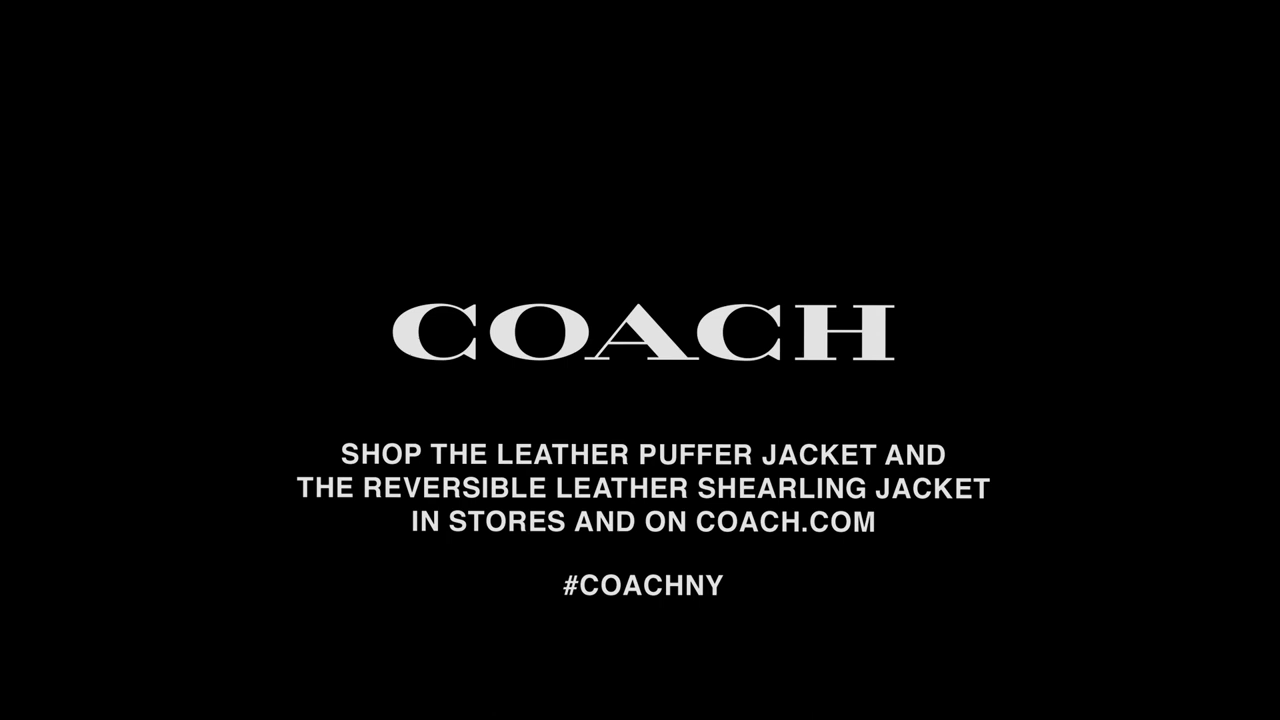 COACH
SHOP THE LEATHER PUFFER JACKET AND
THE REVERSIBLE LEATHER SHEARLING JACKET
IN STORES AND ON COACH.COM
#COACHNY